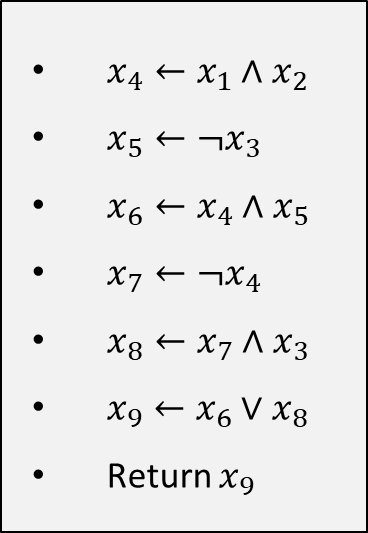 • x₄ ← x₁ ∧ x₂
• x₅ ← ¬x₃
• x₆ ← x₄ ∧ x₅
• x₇ ← ¬x₄
• x₈ ← x₇ ∧ x₃
• x₉ ← x₆ ∨ x₈
• Return x₉